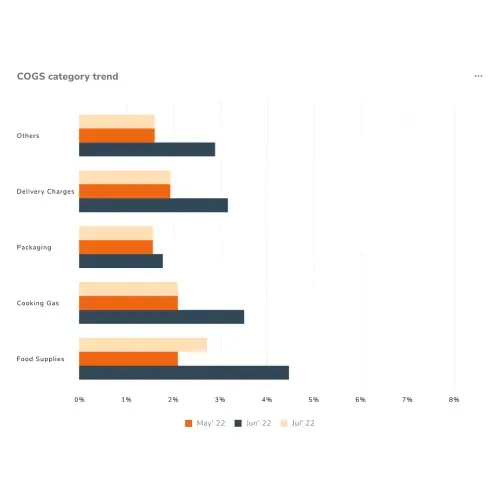 COGS category trend
Others
Delivery Charges
Packaging
Cooking Gas
Food Supplies
0% 1% 2% 3% 4% 5% 6% 7% 8%
May' 22 Jun' 22 Jul' 22